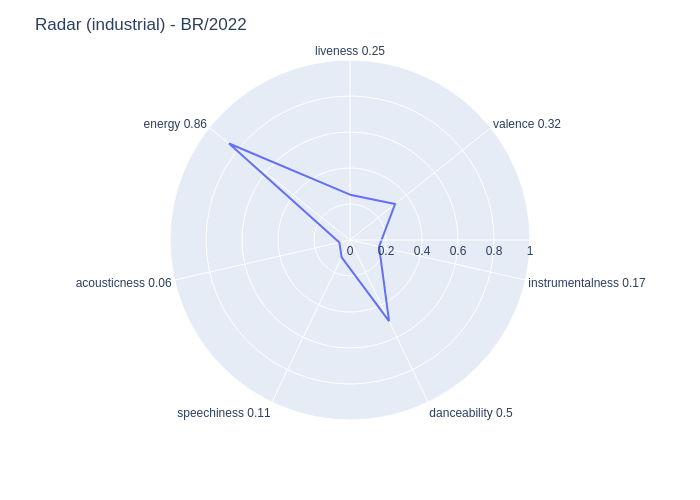 Radar (industrial) - BR/2022
liveness 0.25
energy 0.86
valence 0.32
0 0.2 0.4 0.6 0.8 1
acousticness 0.06
instrumentalness 0.17
speechiness 0.11
danceability 0.5